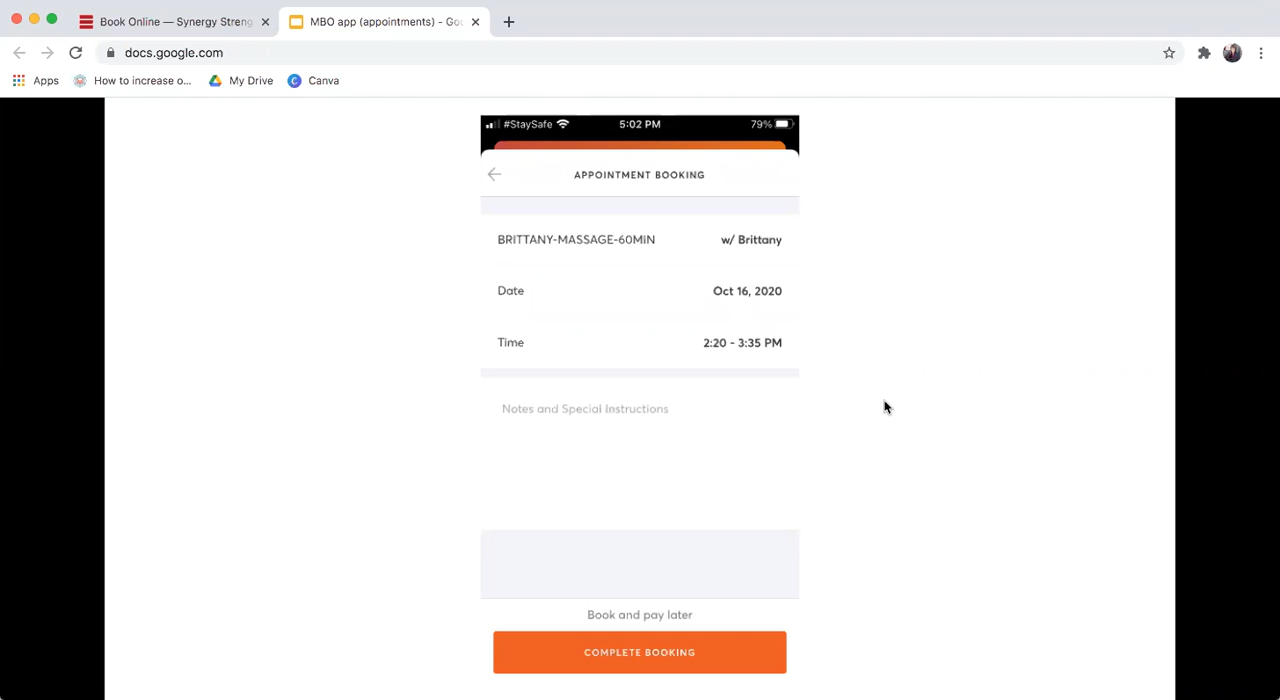 Book Online — Synergy Streng
MBO app (appointments) - Goo
docs.google.com
Apps
How to increase o...
My Drive
Canva
#StaySafe
5:02 PM
79%
APPOINTMENT BOOKING
BRITTANY-MASSAGE-60MIN w/ Brittany
Date Oct 16, 2020
Time 2:20 - 3:35 PM
Notes and Special Instructions
Book and pay later
COMPLETE BOOKING